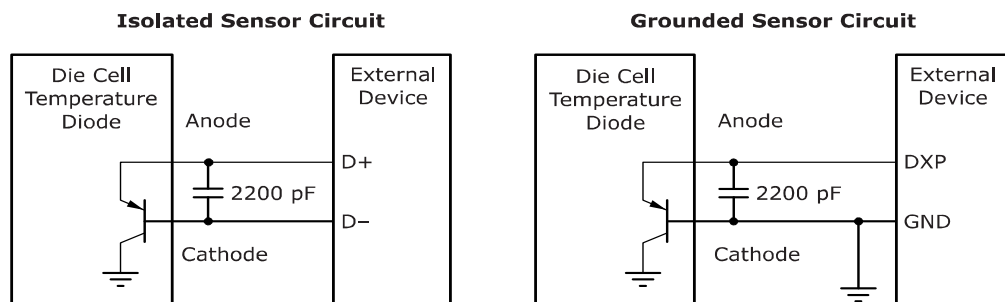 Isolated Sensor Circuit
Die Cell
Temperature
Diode
External
Device
Anode
D+
2200 pF
D−
Cathode
Grounded Sensor Circuit
Die Cell
Temperature
Diode
External
Device
Anode
DXP
2200 pF
GND
Cathode